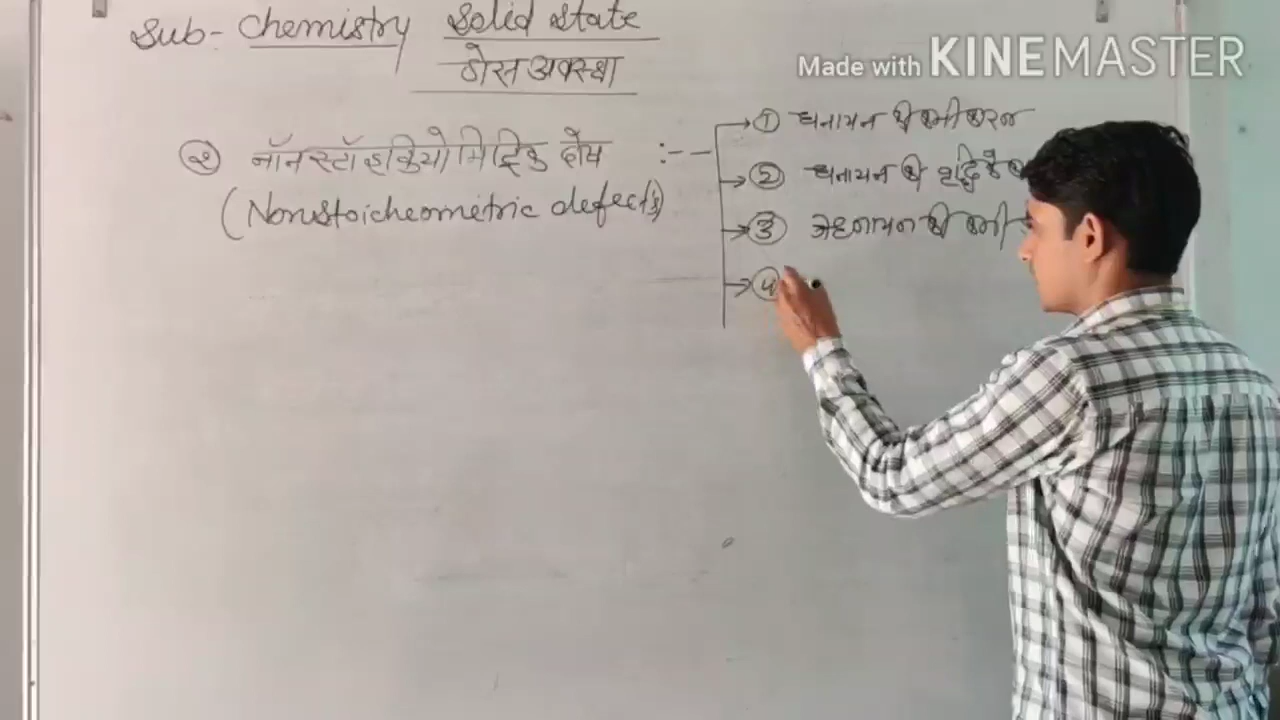 Sub- Chemistry Solid State
ठोस अवस्था
Made with KINEMASTER
② नॉनस्टॉइकियोमिट्रिक दोष :--
(Nonstoicheometric defects)
① धनायन की कमी
② धनायन की वृद्धि के
③ ऋणायन की कमी
④